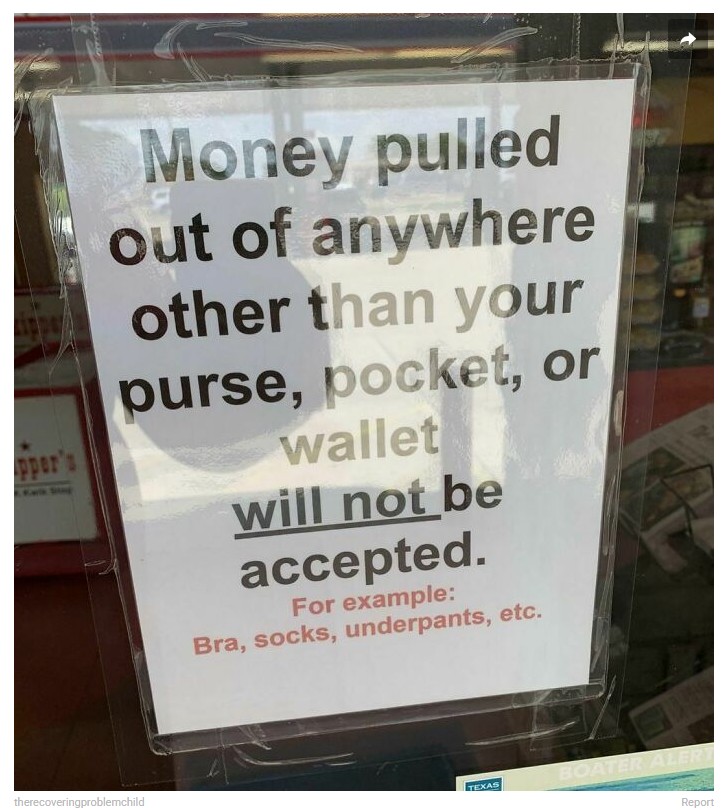 Money pulled
out of anywhere
other than your
purse, pocket, or
wallet
will not be
accepted.
For example:
Bra, socks, underpants, etc.
TEXAS
BOATER ALERT
therecoveringproblemchild
Report